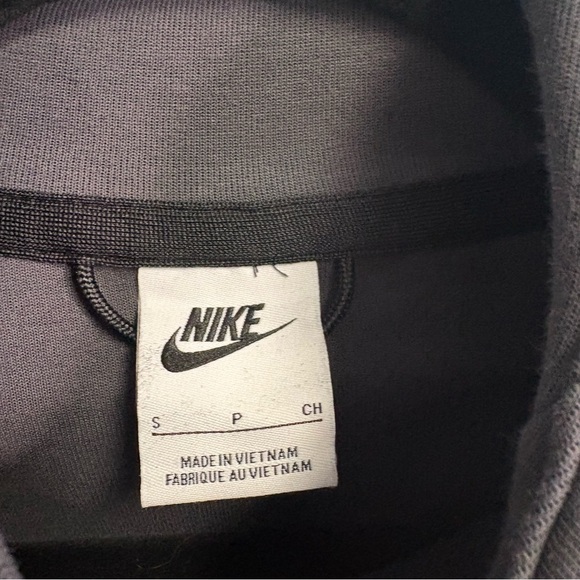 NIKE
S P CH
MADE IN VIETNAM
FABRIQUE AU VIETNAM